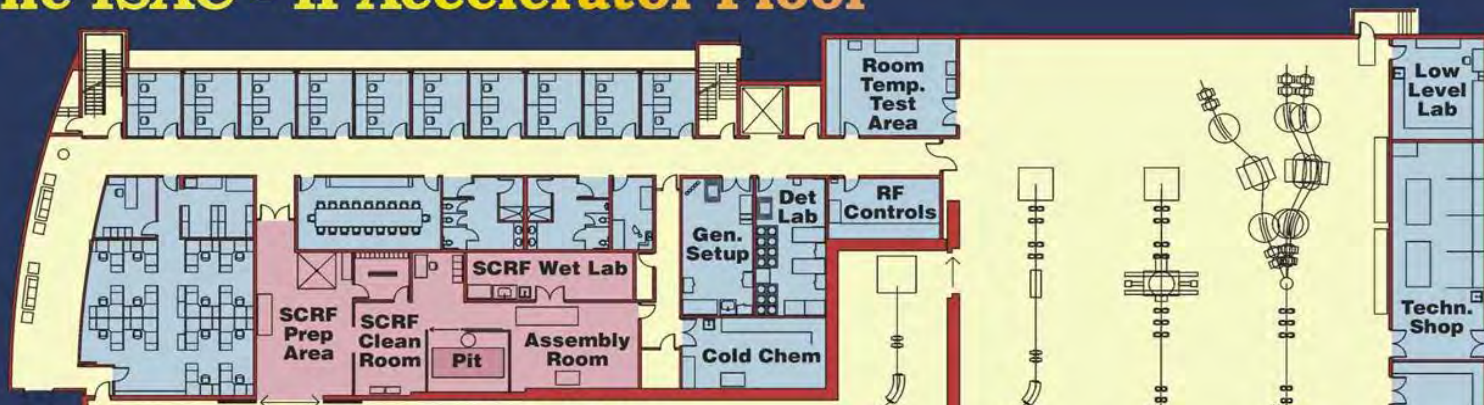 The ISAC - II Accelerator Floor
Room
Temp.
Test
Area
Low
Level
Lab
Det
Lab
RF
Controls
Gen.
Setup
SCRF Wet Lab
SCRF
Prep
Area
SCRF
Clean
Room
Pit
Assembly
Room
Cold Chem
Techn.
Shop